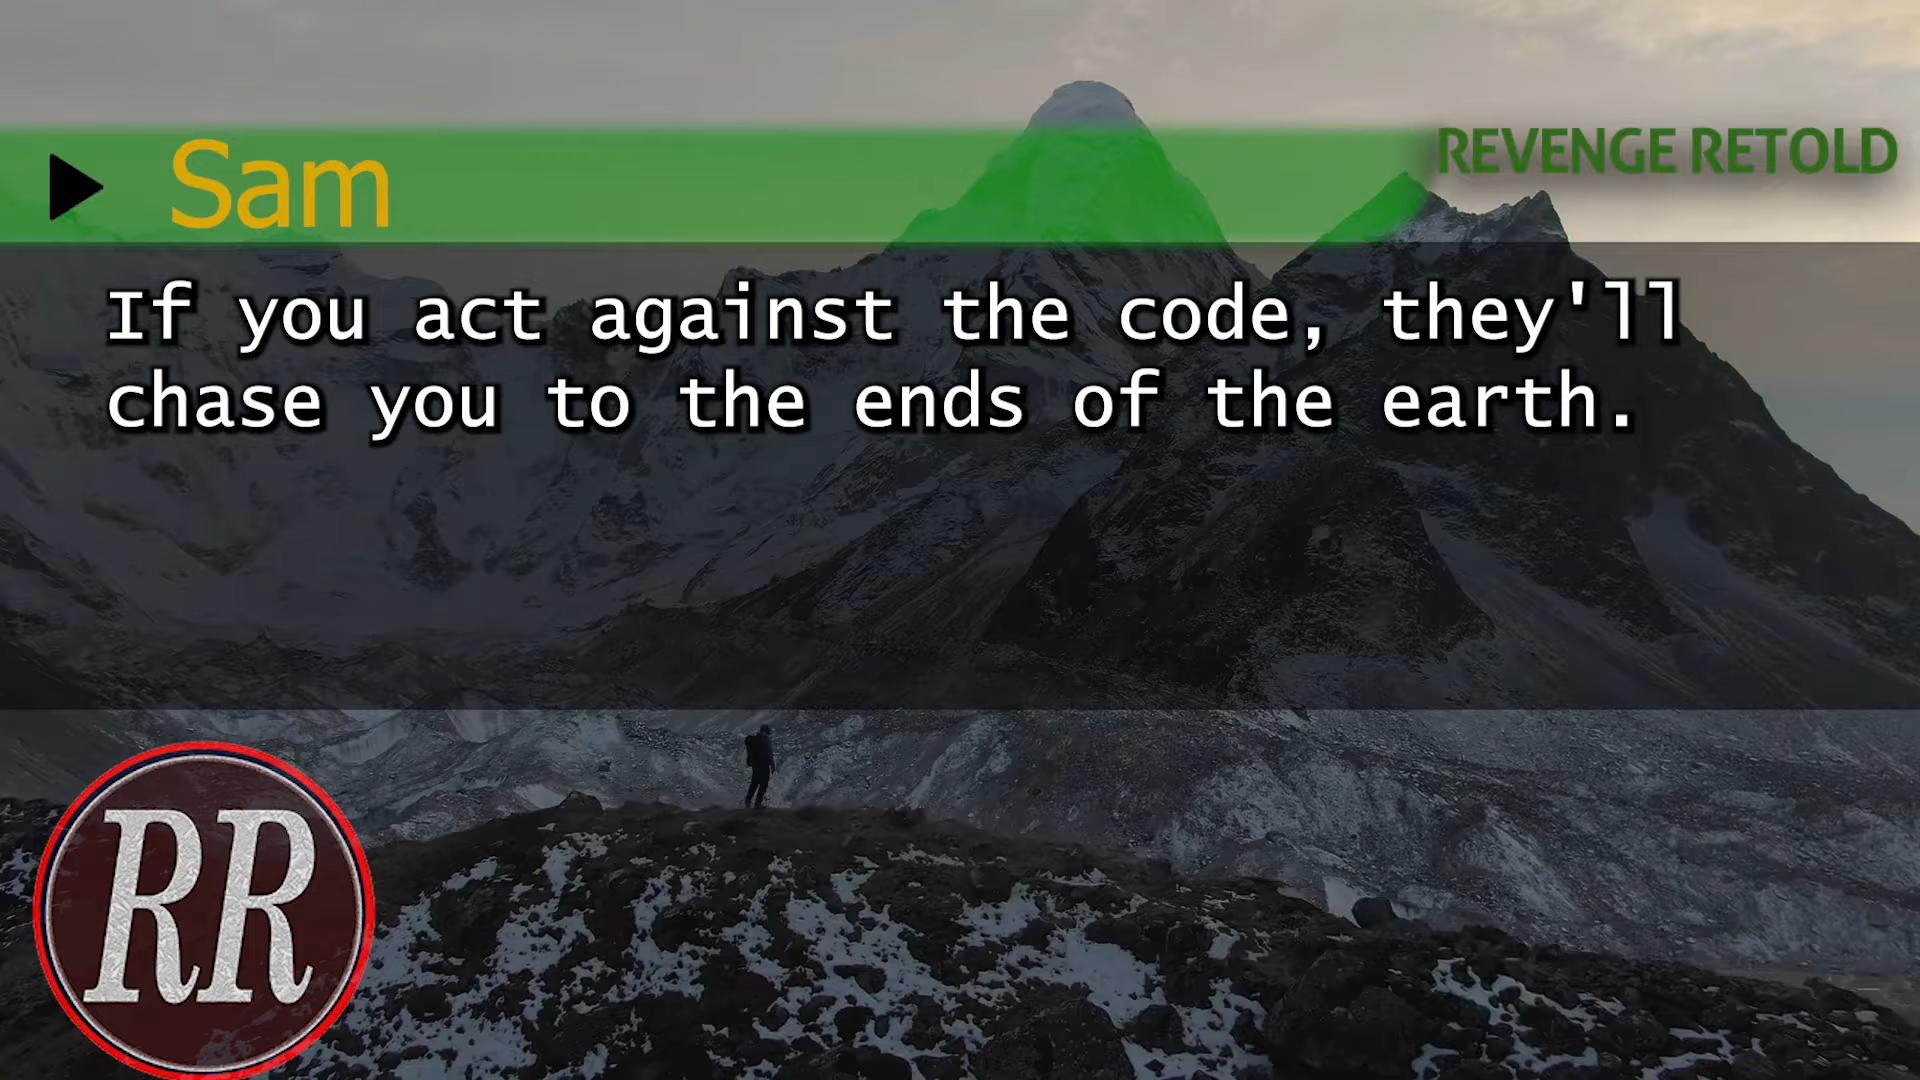 Sam
REVENGE RETOLD
If you act against the code, they'll
chase you to the ends of the earth.
RR